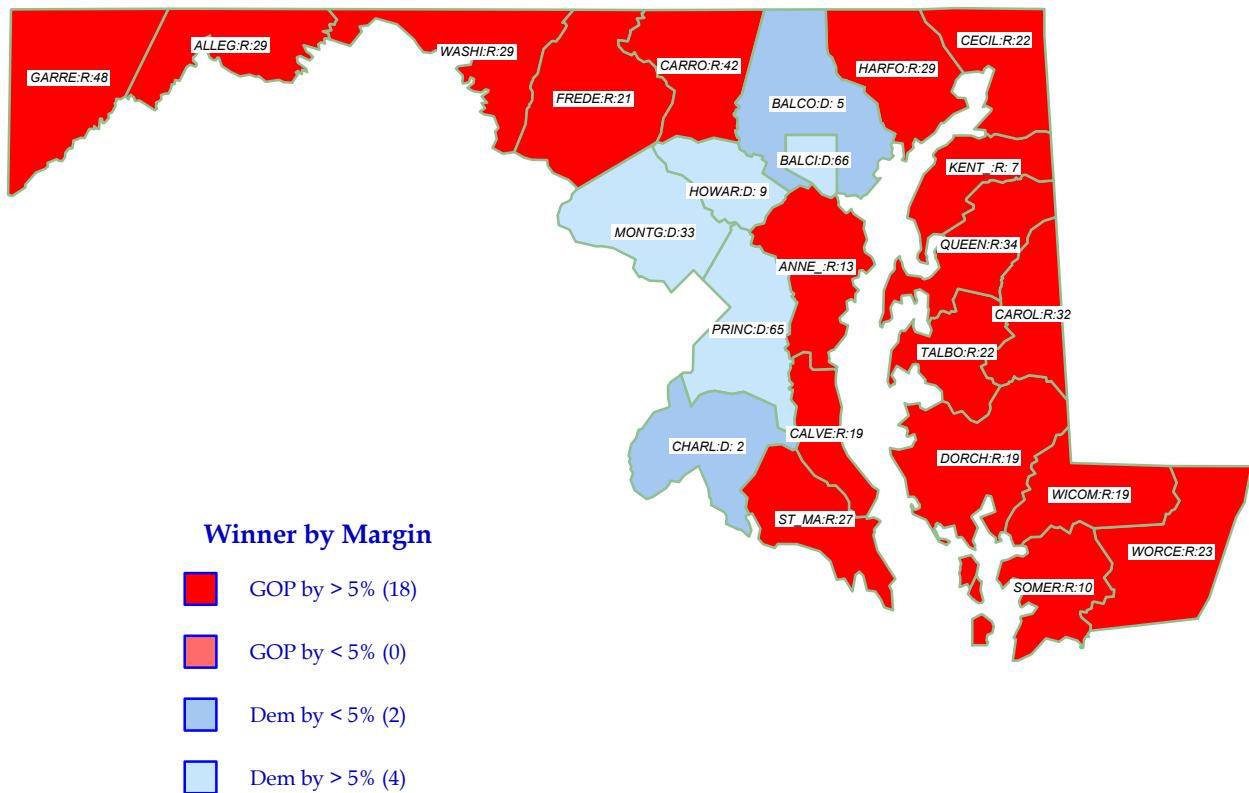 CECIL:R:22
ALLEG:R:29
WASHI:R:29
CARRO:R:42
HARFO:R:29
GARRE:R:48
FREDE:R:21
BALCO:D: 5
BALCI:D:66
KENT_:R: 7
HOWAR:D: 9
MONTG:D:33
QUEEN:R:34
ANNE_:R:13
CAROL:R:32
PRINC:D:65
TALBO:R:22
CALVE:R:19
CHARL:D: 2
DORCH:R:19
WICOM:R:19
ST_MA:R:27
WORCE:R:23
SOMER:R:10
Winner by Margin
GOP by > 5% (18)
GOP by < 5% (0)
Dem by < 5% (2)
Dem by > 5% (4)